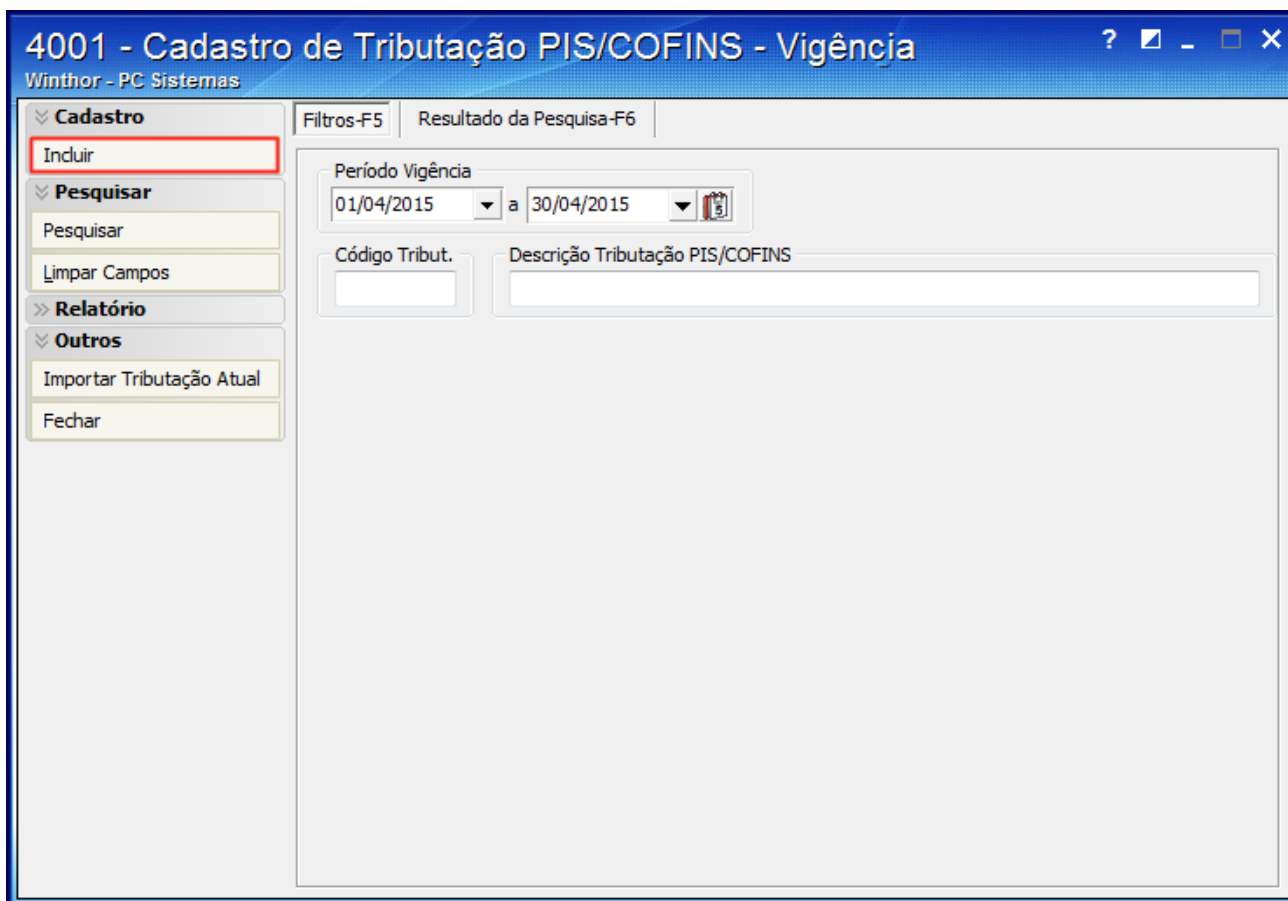 4001 - Cadastro de Tributação PIS/COFINS - Vigência
Winthor - PC Sistemas
Cadastro
Incluir
Pesquisar
Pesquisar
Limpar Campos
Relatório
Outros
Importar Tributação Atual
Fechar
Filtros-F5 Resultado da Pesquisa-F6
Período Vigência
01/04/2015 a 30/04/2015
Código Tribut. Descrição Tributação PIS/COFINS